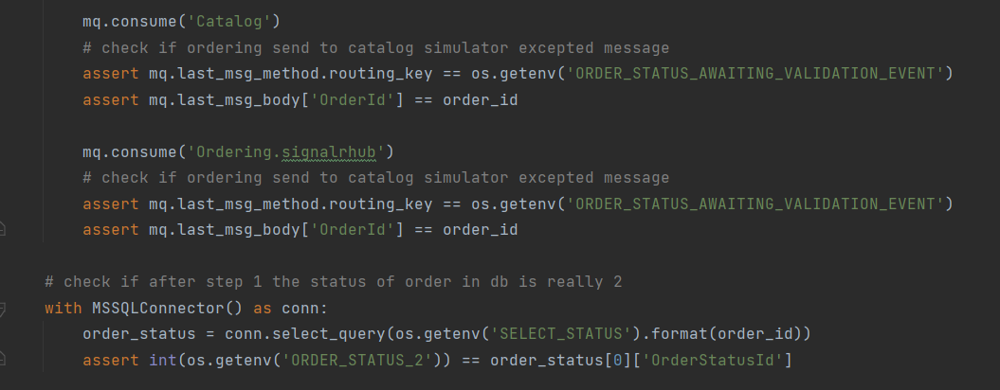 mq.consume('Catalog')
# check if ordering send to catalog simulator excepted message
assert mq.last_msg_method.routing_key == os.getenv('ORDER_STATUS_AWAITING_VALIDATION_EVENT')
assert mq.last_msg_body['OrderId'] == order_id
mq.consume('Ordering.signalrhub')
# check if ordering send to catalog simulator excepted message
assert mq.last_msg_method.routing_key == os.getenv('ORDER_STATUS_AWAITING_VALIDATION_EVENT')
assert mq.last_msg_body['OrderId'] == order_id
# check if after step 1 the status of order in db is really 2
with MSSQLConnector() as conn:
order_status = conn.select_query(os.getenv('SELECT_STATUS').format(order_id))
assert int(os.getenv('ORDER_STATUS_2')) == order_status[0]['OrderStatusId']